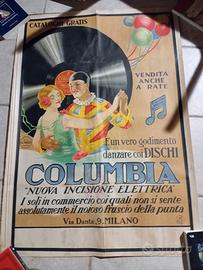 CATALOGHI GRATIS
VENDITA
ANCHE
A RATE
È un vero godimento
danzare coi DISCHI
COLUMBIA
"NUOVA INCISIONE ELETTRICA"
I soli in commercio coi quali non si sente
assolutamente il noioso fruscio della punta
Via Dante, 9. MILANO